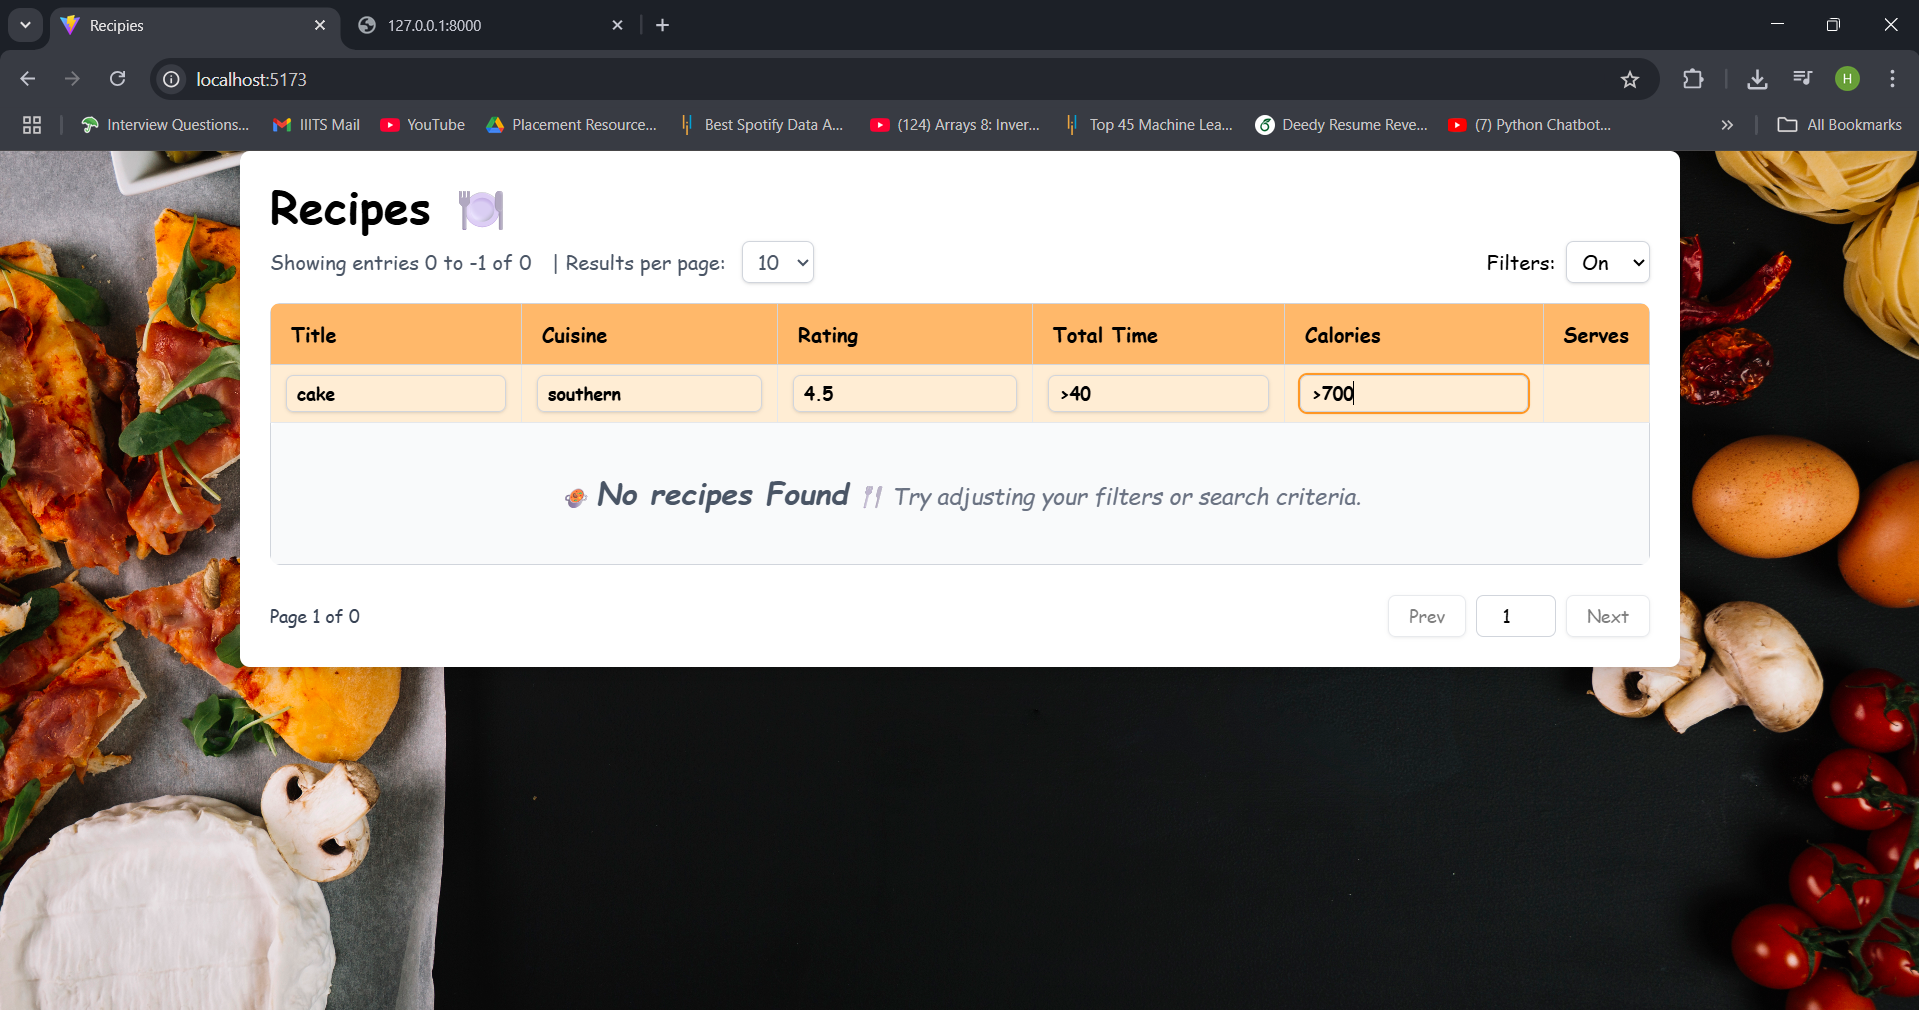 Recipies
127.0.0.1:8000
localhost:5173
H
Interview Questions... IIITS Mail YouTube Placement Resource... Best Spotify Data A... (124) Arrays 8: Inver... Top 45 Machine Lea... Deedy Resume Reve... (7) Python Chatbot... All Bookmarks
Recipes
Showing entries 0 to -1 of 0 | Results per page: 10 Filters: On
Title Cuisine Rating Total Time Calories Serves
cake southern 4.5 >40 >700
No recipes Found Try adjusting your filters or search criteria.
Page 1 of 0 Prev 1 Next